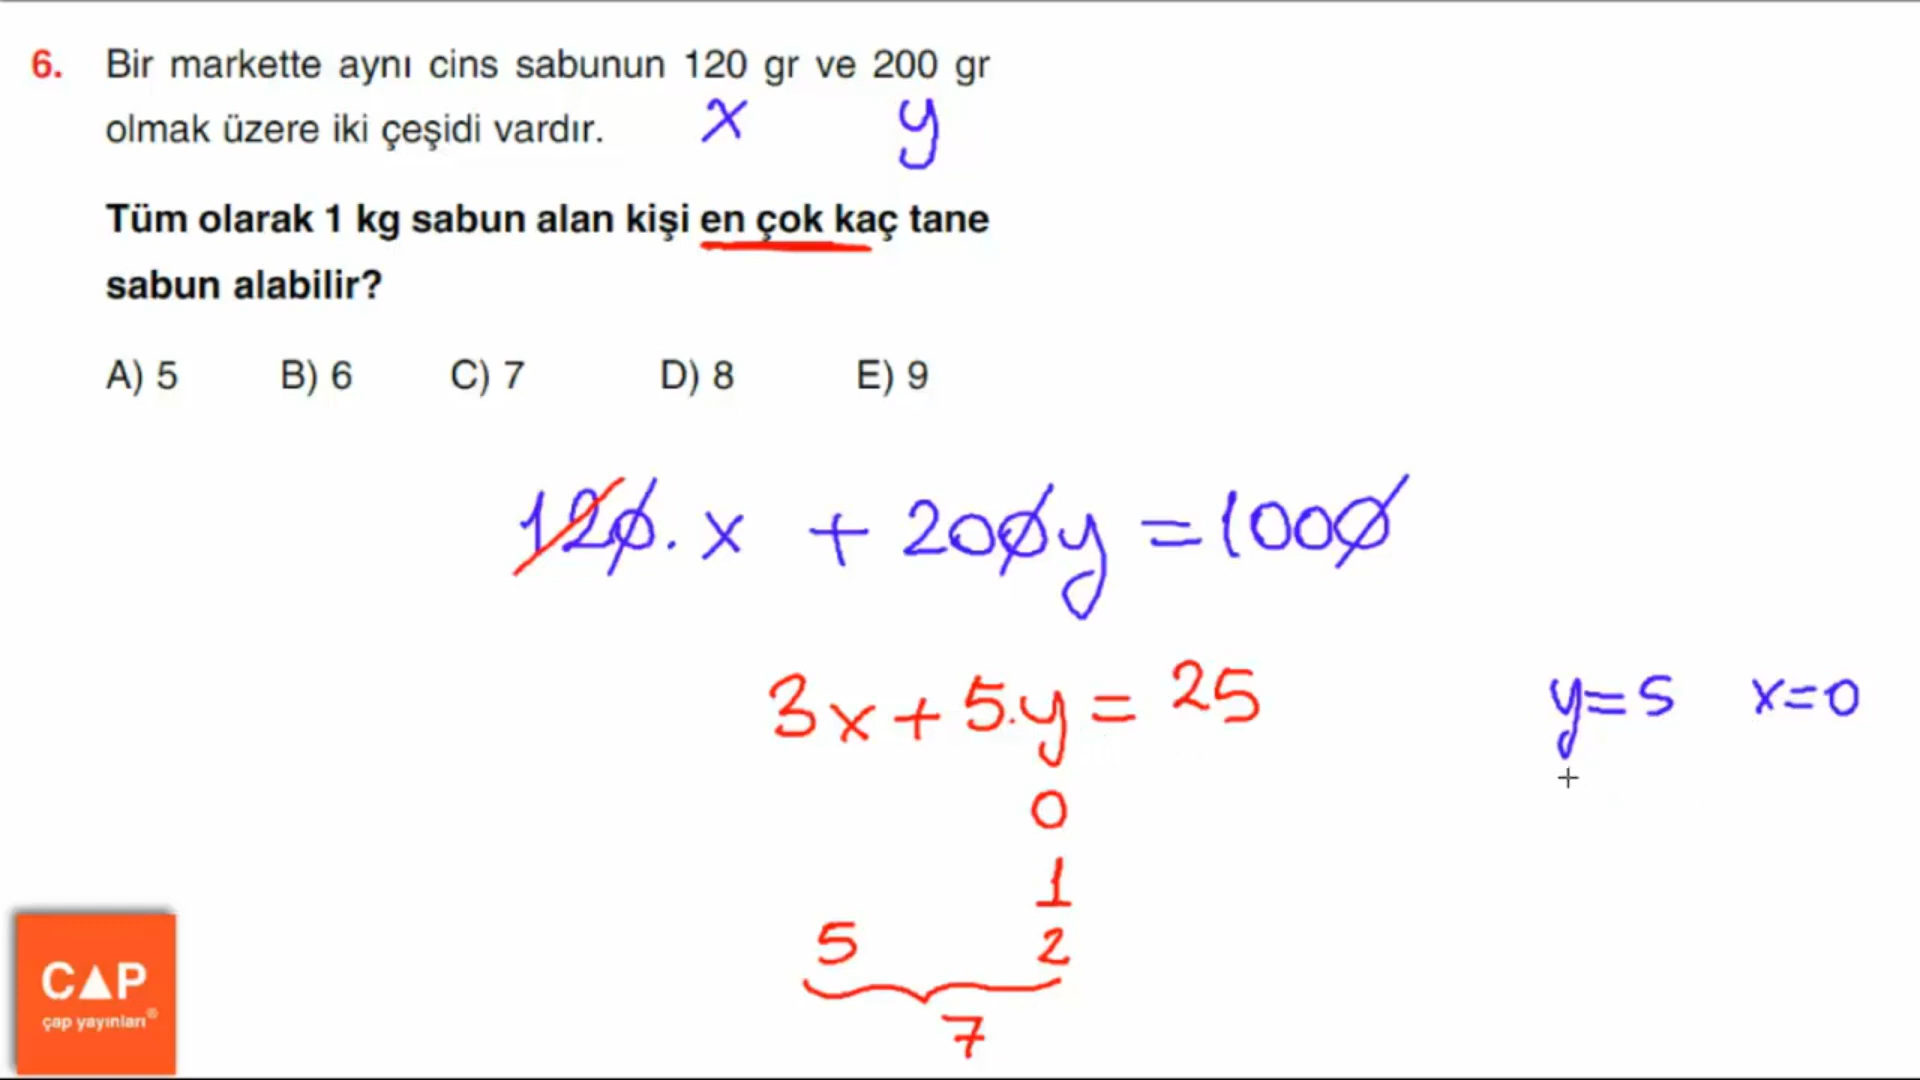 6. Bir markette aynı cins sabunun 120 gr ve 200 gr
olmak üzere iki çeşidi vardır. x y
Tüm olarak 1 kg sabun alan kişi en çok kaç tane
sabun alabilir?
A) 5 B) 6 C) 7 D) 8 E) 9
120.x + 200y = 1000
3x + 5.y = 25 y=5 x=0
0
1
5 2
7
CAP
çap yayınları®